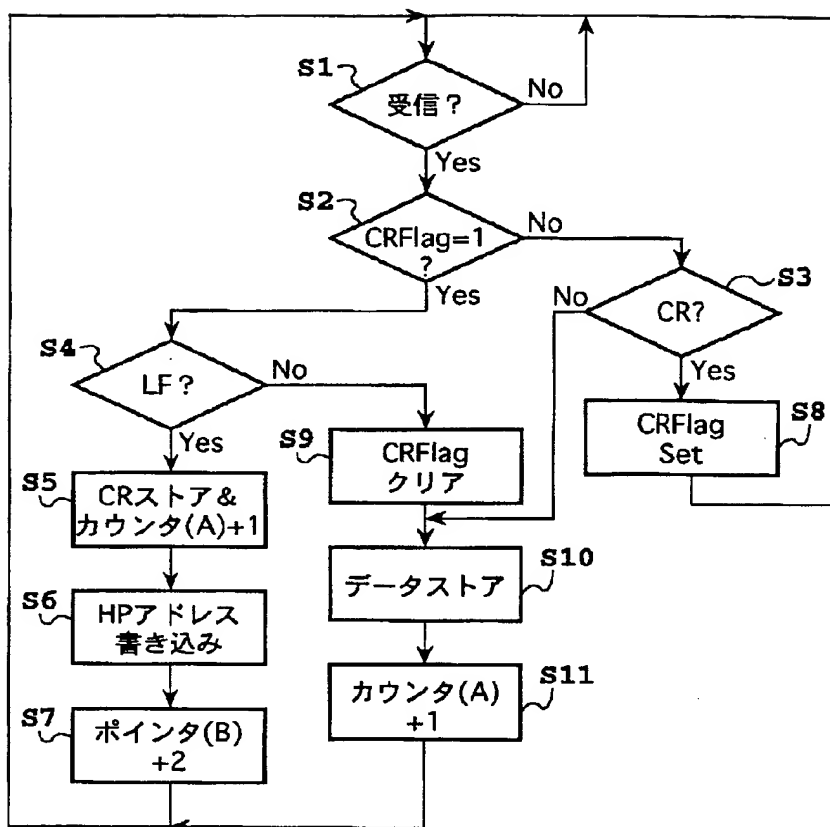 S1
受信？
No
Yes
S2
CRFlag=1
？
No
Yes
S3
CR?
No
Yes
S4
LF？
No
Yes
S8
CRFlag
Set
S9
CRFlag
クリア
S5
CRストア＆
カウンタ(A)+1
S10
データストア
S6
HPアドレス
書き込み
S11
カウンタ(A)
+1
S7
ポインタ(B)
+2